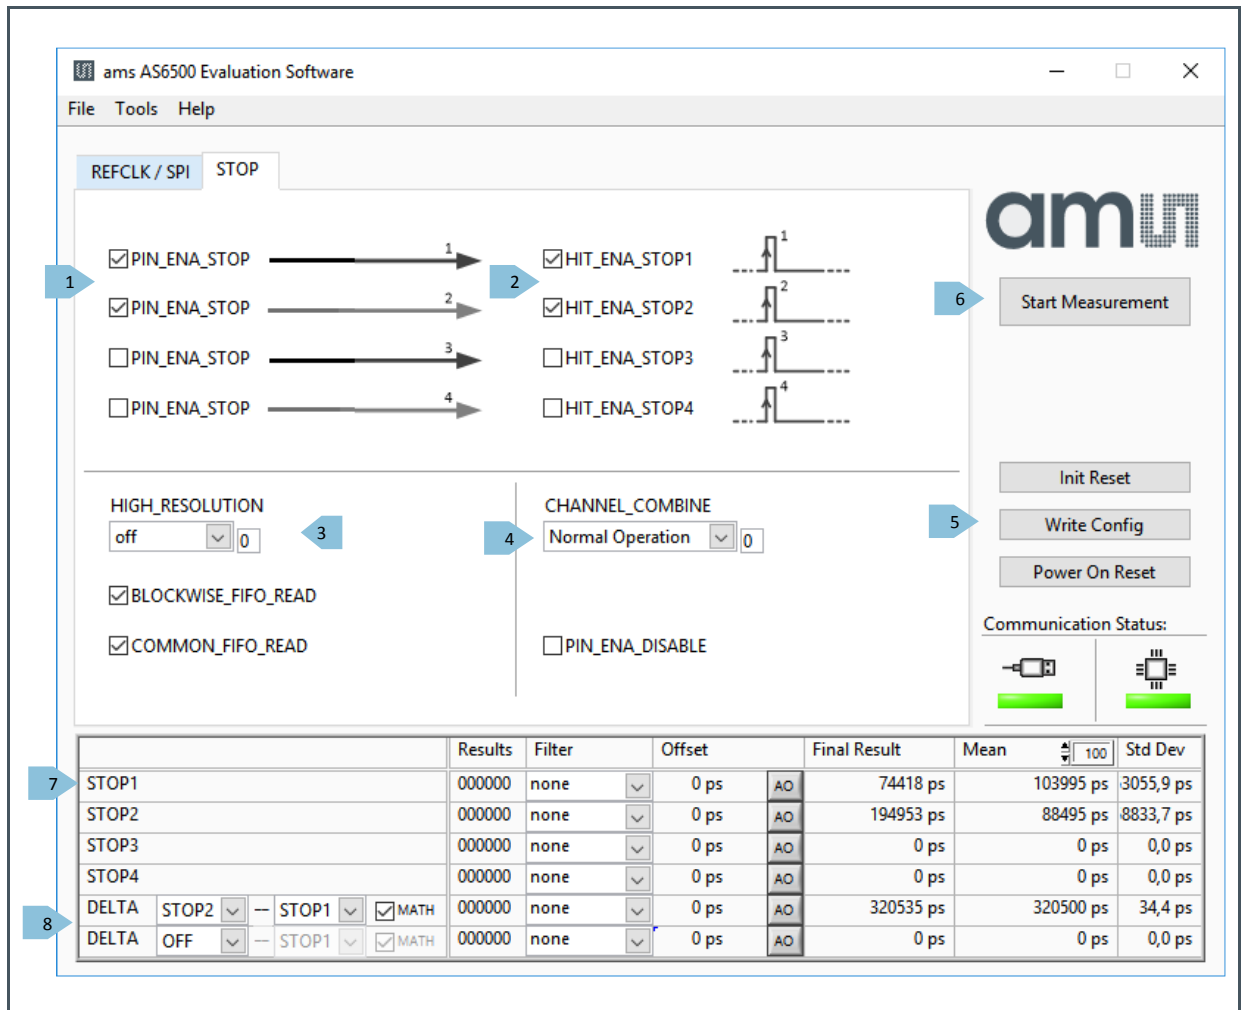 ams AS6500 Evaluation Software
File Tools Help
REFCLK / SPI STOP
am
1 PIN_ENA_STOP 1 2 HIT_ENA_STOP1 1
PIN_ENA_STOP 2 HIT_ENA_STOP2 2 6 Start Measurement
PIN_ENA_STOP 3 HIT_ENA_STOP3 3
PIN_ENA_STOP 4 HIT_ENA_STOP4 4
Init Reset
HIGH_RESOLUTION CHANNEL_COMBINE
off 0 3 4 Normal Operation 0 5 Write Config
Power On Reset
BLOCKWISE_FIFO_READ
Communication Status:
COMMON_FIFO_READ PIN_ENA_DISABLE
Results Filter Offset Final Result Mean 100 Std Dev
7 STOP1 000000 none 0 ps AO 74418 ps 103995 ps 3055,9 ps
STOP2 000000 none 0 ps AO 194953 ps 88495 ps 8833,7 ps
STOP3 000000 none 0 ps AO 0 ps 0 ps 0,0 ps
STOP4 000000 none 0 ps AO 0 ps 0 ps 0,0 ps
8 DELTA STOP2 -- STOP1 MATH 000000 none 0 ps AO 320535 ps 320500 ps 34,4 ps
DELTA OFF -- STOP1 MATH 000000 none 0 ps AO 0 ps 0 ps 0,0 ps